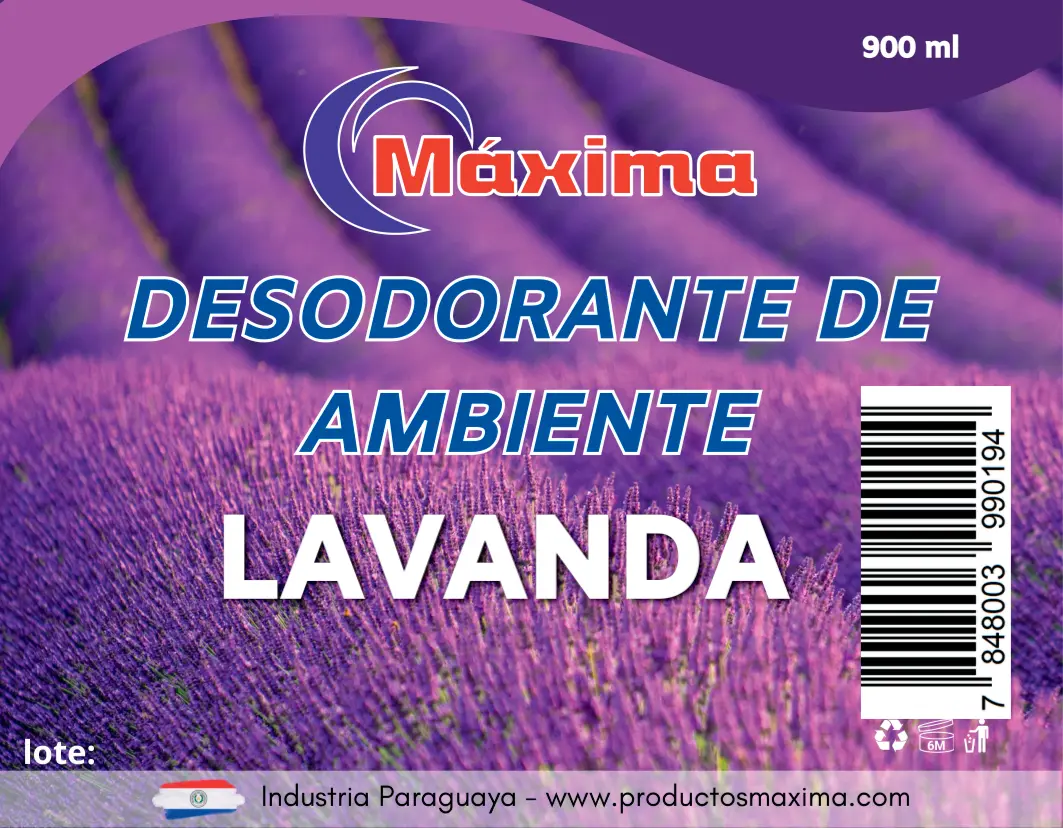 900 ml
Máxima
DESODORANTE DE
AMBIENTE
LAVANDA
7 848003 990194
6M
lote:
Industria Paraguaya - www.productosmaxima.com